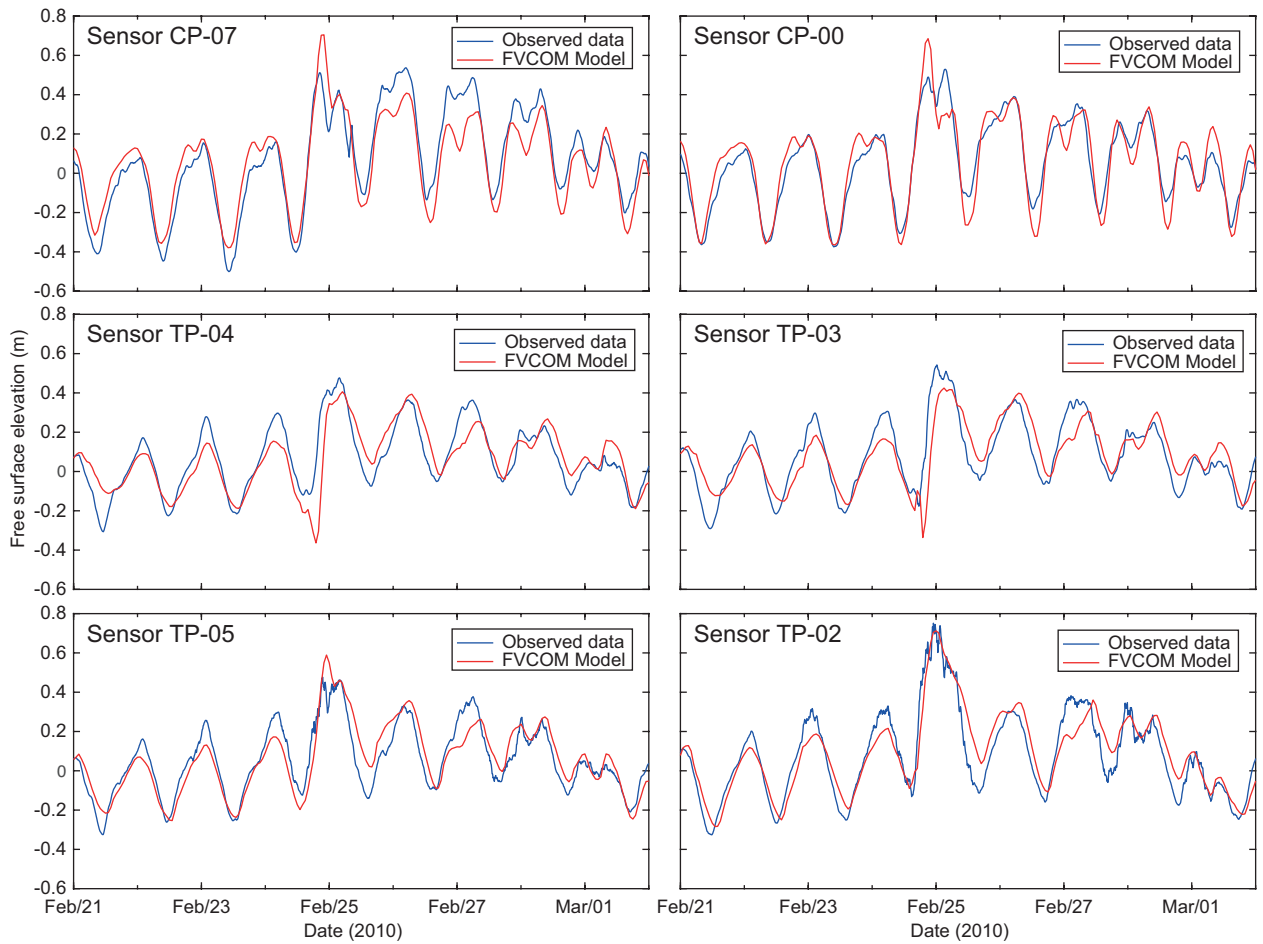 0.8
0.6
0.4
0.2
0
-0.2
-0.4
-0.6
Sensor CP-07
Observed data
FVCOM Model
Sensor CP-00
Observed data
FVCOM Model
Free surface elevation (m)
0.8
0.6
0.4
0.2
0
-0.2
-0.4
-0.6
Sensor TP-04
Observed data
FVCOM Model
Sensor TP-03
Observed data
FVCOM Model
0.8
0.6
0.4
0.2
0
-0.2
-0.4
-0.6
Sensor TP-05
Observed data
FVCOM Model
Sensor TP-02
Observed data
FVCOM Model
Feb/21 Feb/23 Feb/25 Feb/27 Mar/01
Date (2010)
Feb/21 Feb/23 Feb/25 Feb/27 Mar/01
Date (2010)